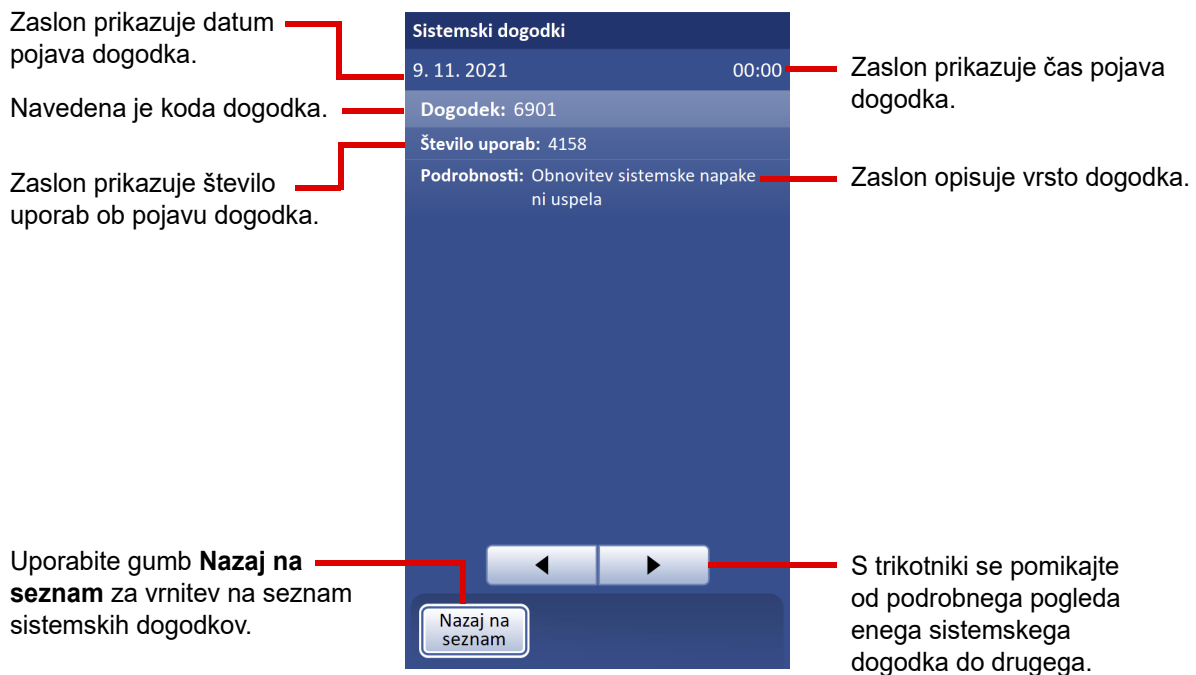 Zaslon prikazuje datum
pojava dogodka.
Navedena je koda dogodka.
Zaslon prikazuje število
uporab ob pojavu dogodka.
Uporabite gumb Nazaj na
seznam za vrnitev na seznam
sistemskih dogodkov.
Sistemski dogodki
9. 11. 2021 00:00
Dogodek: 6901
Število uporab: 4158
Podrobnosti: Obnovitev sistemske napake
ni uspela
Nazaj na
seznam
Zaslon prikazuje čas pojava
dogodka.
Zaslon opisuje vrsto dogodka.
S trikotniki se pomikajte
od podrobnega pogleda
enega sistemskega
dogodka do drugega.